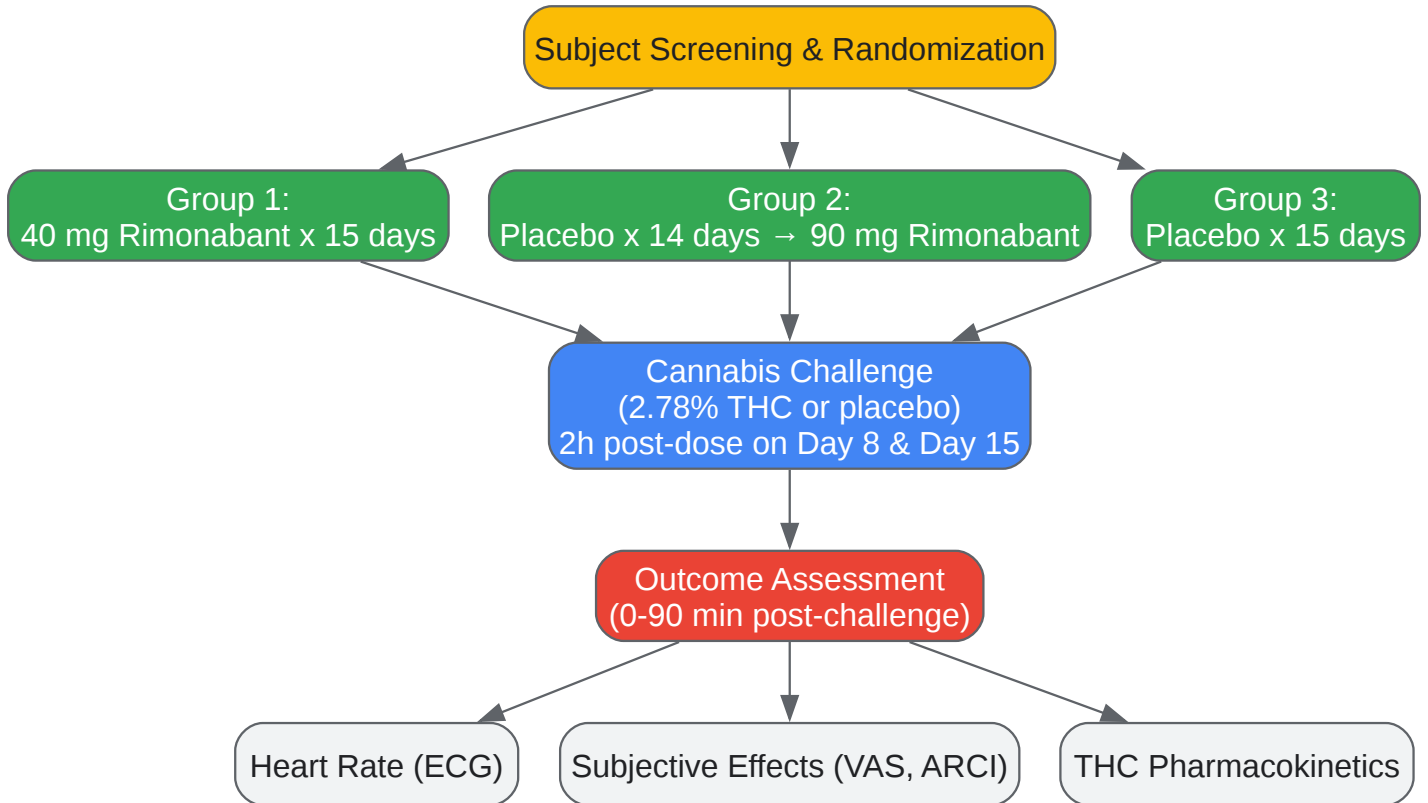 Subject Screening & Randomization
Group 1:
40 mg Rimonabant x 15 days
Group 2:
Placebo x 14 days → 90 mg Rimonabant
Group 3:
Placebo x 15 days
Cannabis Challenge
(2.78% THC or placebo)
2h post-dose on Day 8 & Day 15
Outcome Assessment
(0-90 min post-challenge)
Heart Rate (ECG)
Subjective Effects (VAS, ARCI)
THC Pharmacokinetics